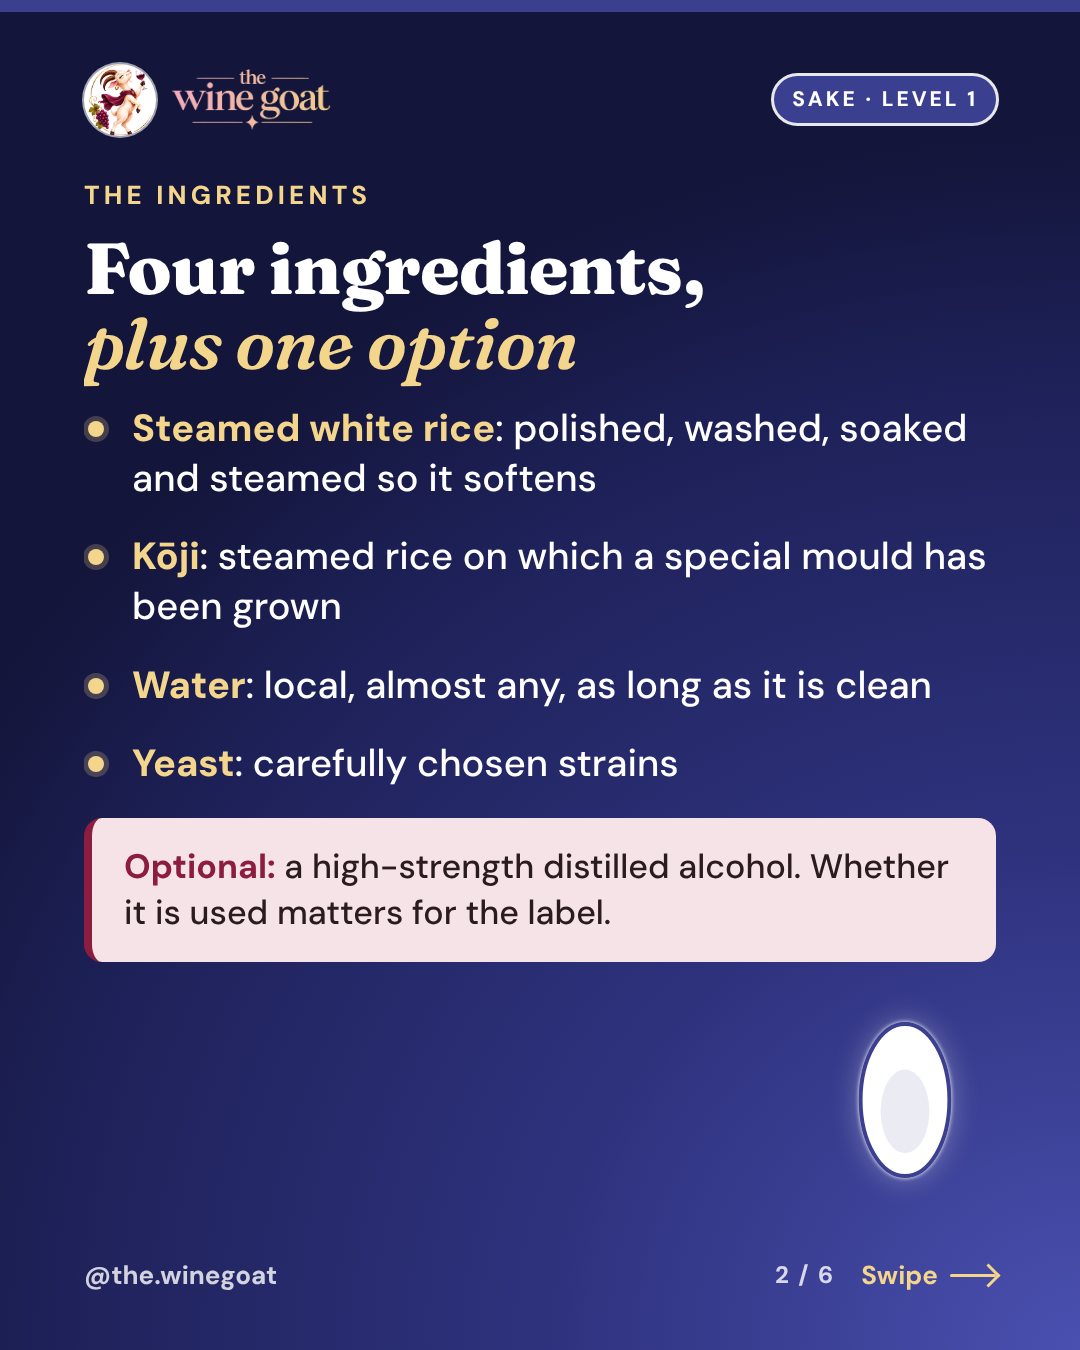 the
wine goat
SAKE · LEVEL 1
THE INGREDIENTS
Four ingredients,
plus one option
Steamed white rice: polished, washed, soaked
and steamed so it softens
Kōji: steamed rice on which a special mould has
been grown
Water: local, almost any, as long as it is clean
Yeast: carefully chosen strains
Optional: a high-strength distilled alcohol. Whether
it is used matters for the label.
@the.winegoat
2 / 6 Swipe